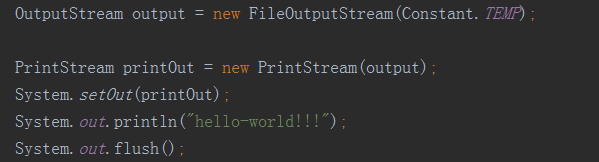 OutputStream output = new FileOutputStream(Constant.TEMP);
PrintStream printOut = new PrintStream(output);
System.setOut(printOut);
System.out.println("hello-world!!!");
System.out.flush();